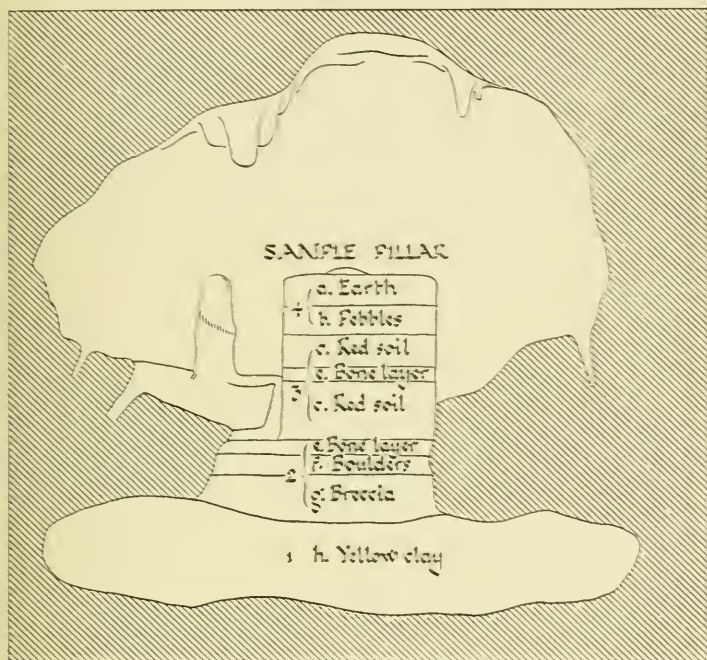 SAMPLE PILLAR
4 a. Earth
b. Pebbles
3 c. Red soil
e. Bone layer
c. Red soil
2 e. Bone layer
f. Boulders
g. Breccia
1 h. Yellow clay